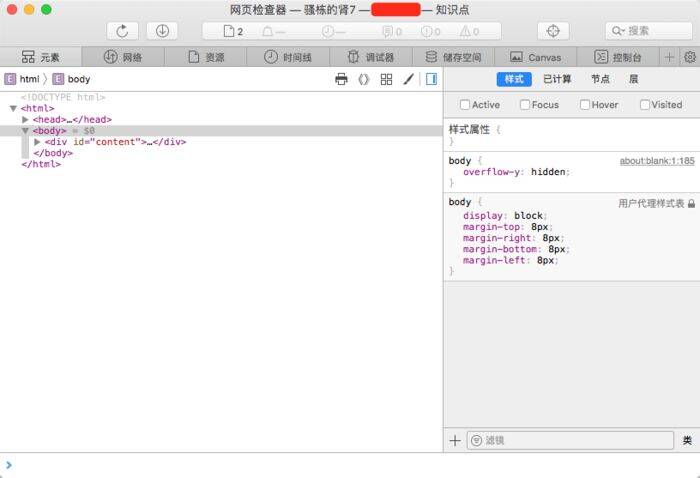 网页检查器 — 骚栋的肾7 — — 知识点
2 — — 0 0 0
搜索
元素 网络 资源 时间线 调试器 储存空间 Canvas 控制台
E html 〉 E body
样式 已计算 节点 层
Active Focus Hover Visited
<!DOCTYPE html>
<html>
<head>…</head>
<body> = $0
<div id="content">…</div>
</body>
</html>
样式属性 {
}
body { about:blank:1:185
overflow-y: hidden;
}
body { 用户代理样式表
display: block;
margin-top: 8px;
margin-right: 8px;
margin-bottom: 8px;
margin-left: 8px;
}
滤镜 类